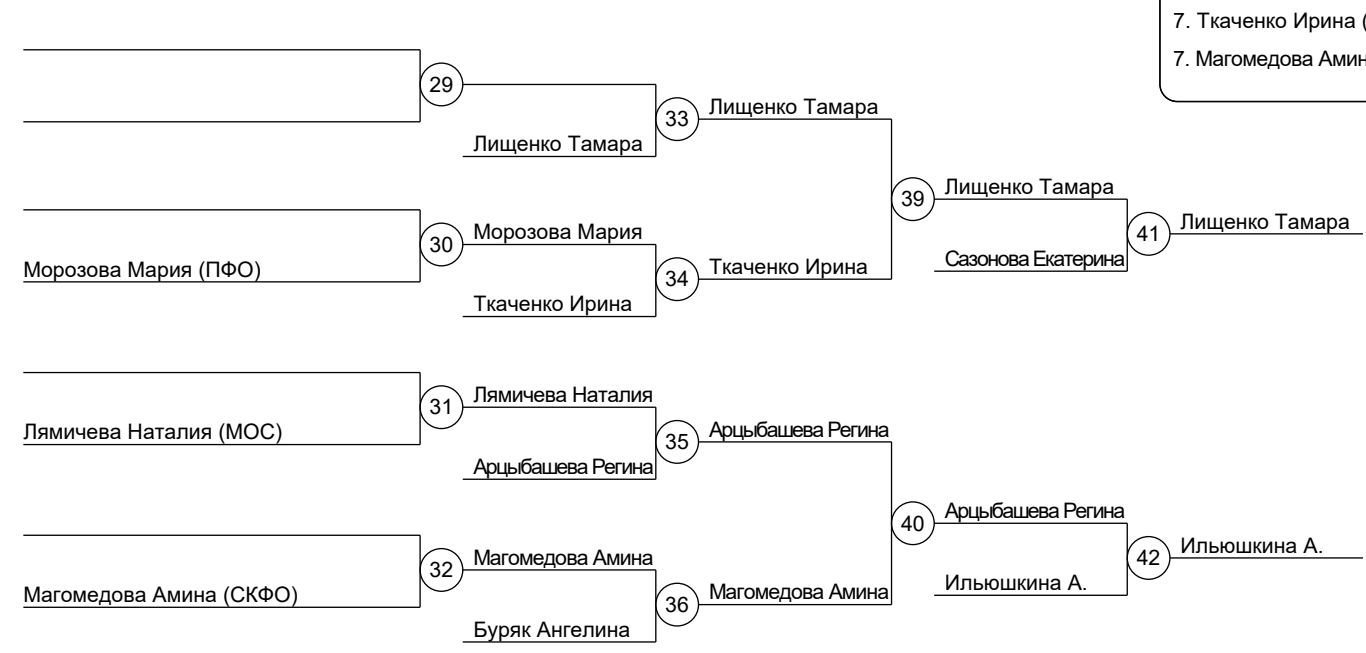 7. Ткаченко Ирина (
7. Магомедова Амин
29
33
Лищенко Тамара
Лищенко Тамара
39
Лищенко Тамара
41
Лищенко Тамара
Сазонова Екатерина
30
Морозова Мария
Морозова Мария (ПФО)
34
Ткаченко Ирина
Ткаченко Ирина
31
Лямичева Наталия
Лямичева Наталия (МОС)
35
Арцыбашева Регина
Арцыбашева Регина
40
Арцыбашева Регина
42
Ильюшкина А.
Ильюшкина А.
32
Магомедова Амина
Магомедова Амина (СКФО)
36
Магомедова Амина
Буряк Ангелина